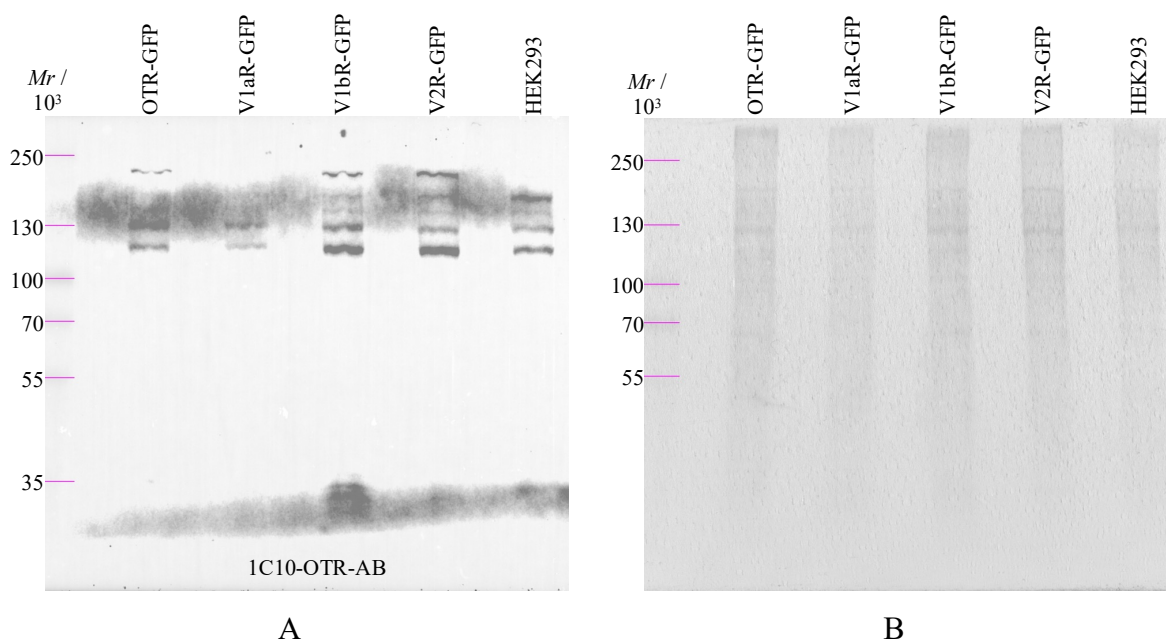 OTR-GFP
V1aR-GFP
V1bR-GFP
V2R-GFP
HEK293
Mr /
10³
250
130
100
70
55
35
1C10-OTR-AB
A
OTR-GFP
V1aR-GFP
V1bR-GFP
V2R-GFP
HEK293
Mr /
10³
250
130
100
70
55
B